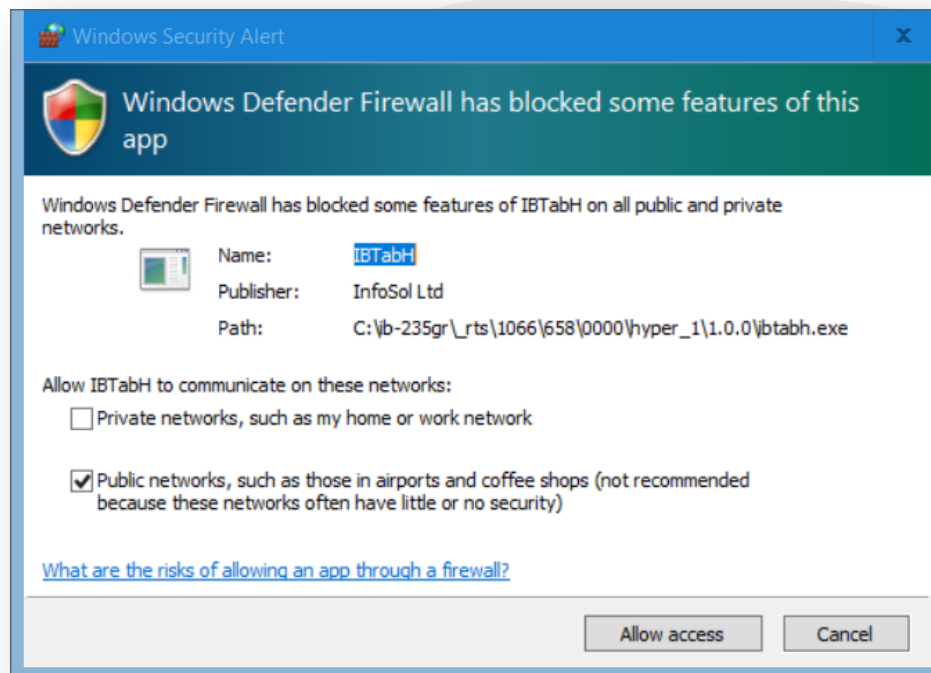 Windows Security Alert
x
Windows Defender Firewall has blocked some features of this
app
Windows Defender Firewall has blocked some features of IBTabH on all public and private
networks.
Name: IBTabH
Publisher: InfoSol Ltd
Path: C:\ib-235gr\_rts\1066\658\0000\hyper_1\1.0.0\ibtabh.exe
Allow IBTabH to communicate on these networks:
Private networks, such as my home or work network
Public networks, such as those in airports and coffee shops (not recommended
because these networks often have little or no security)
What are the risks of allowing an app through a firewall?
Allow access Cancel